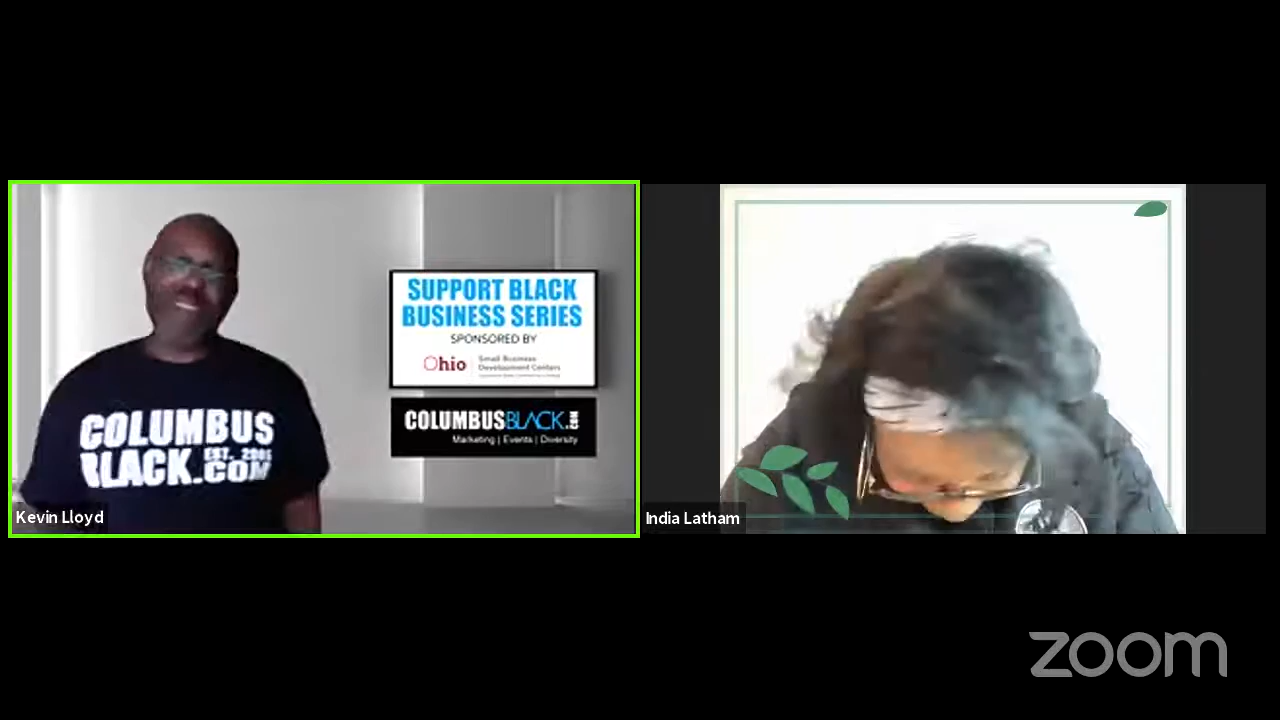 COLUMBUS
BLACK.COM
EST. 2005
Kevin Lloyd
SUPPORT BLACK
BUSINESS SERIES
SPONSORED BY
Ohio
Small Business
Development Centers
COLUMBUSBLACK.COM
Marketing | Events | Diversity
India Latham
zoom